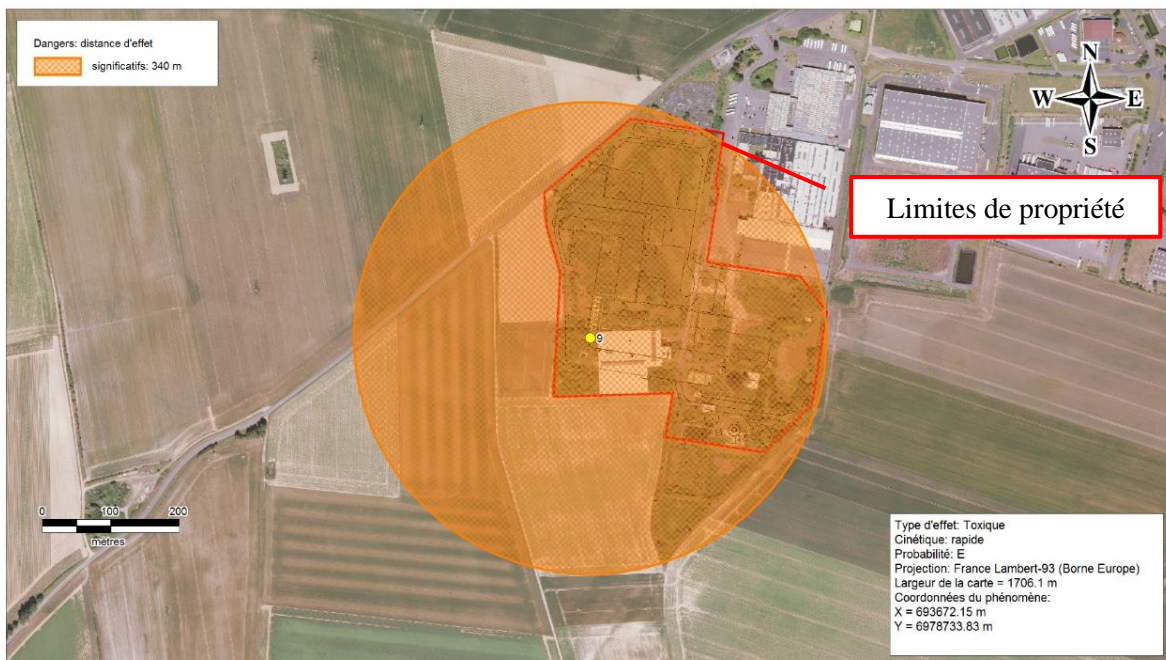 Dangers: distance d'effet
significatifs: 340 m
N
W E
S
Limites de propriété
9
0 100 200
mètres
Type d'effet: Toxique
Cinétique: rapide
Probabilité: E
Projection: France Lambert-93 (Borne Europe)
Largeur de la carte = 1706.1 m
Coordonnées du phénomène:
X = 693672.15 m
Y = 6978733.83 m